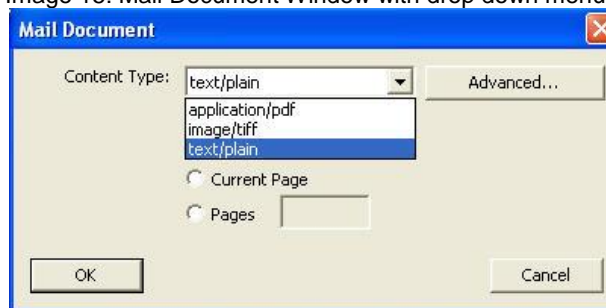 Image 18: Mail Document Window with drop down menu
Mail Document
Content Type:
text/plain
Advanced...
application/pdf
image/tiff
text/plain
Current Page
Pages
OK
Cancel